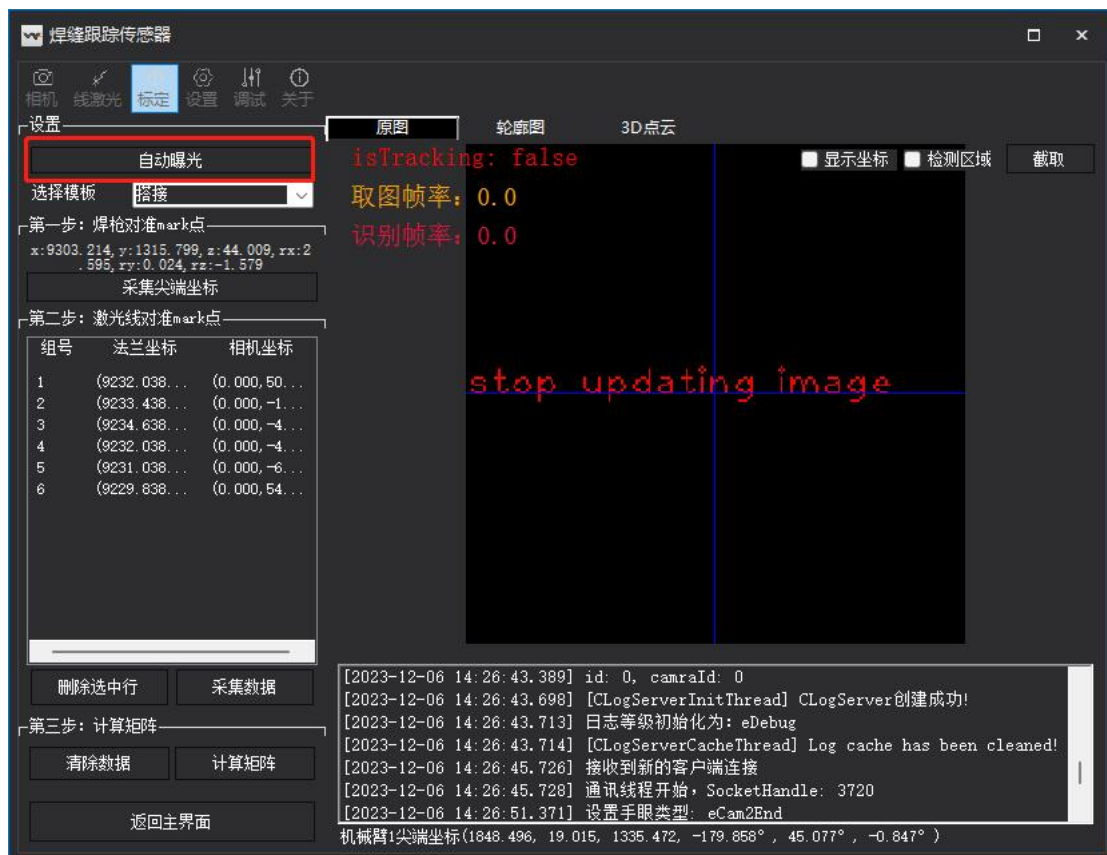 焊缝跟踪传感器
相机 线激光 标定 设置 调试 关于
设置
自动曝光
选择模板 搭接
第一步：焊枪对准mark点
x:9303.214, y:1315.799, z:44.009, rx:2
.595, ry:0.024, rz:-1.579
采集尖端坐标
第二步：激光线对准mark点
组号 法兰坐标 相机坐标
1 (9232.038... (0.000,50...
2 (9233.438... (0.000,-1...
3 (9234.638... (0.000,-4...
4 (9232.038... (0.000,-4...
5 (9231.038... (0.000,-6...
6 (9229.838... (0.000,54...
删除选中行 采集数据
第三步：计算矩阵
清除数据 计算矩阵
返回主界面
原图 轮廓图 3D点云
isTracking: false
显示坐标 检测区域 截取
取图帧率：0.0
识别帧率：0.0
stop updating image
[2023-12-06 14:26:43.389] id: 0, camraId: 0
[2023-12-06 14:26:43.698] [CLogServerInitThread] CLogServer创建成功!
[2023-12-06 14:26:43.713] 日志等级初始化为：eDebug
[2023-12-06 14:26:43.714] [CLogServerCacheThread] Log cache has been cleaned!
[2023-12-06 14:26:45.726] 接收到新的客户端连接
[2023-12-06 14:26:45.728] 通讯线程开始，SocketHandle: 3720
[2023-12-06 14:26:51.371] 设置手眼类型: eCam2End
机械臂1尖端坐标(1848.496, 19.015, 1335.472, -179.858°, 45.077°, -0.847°)